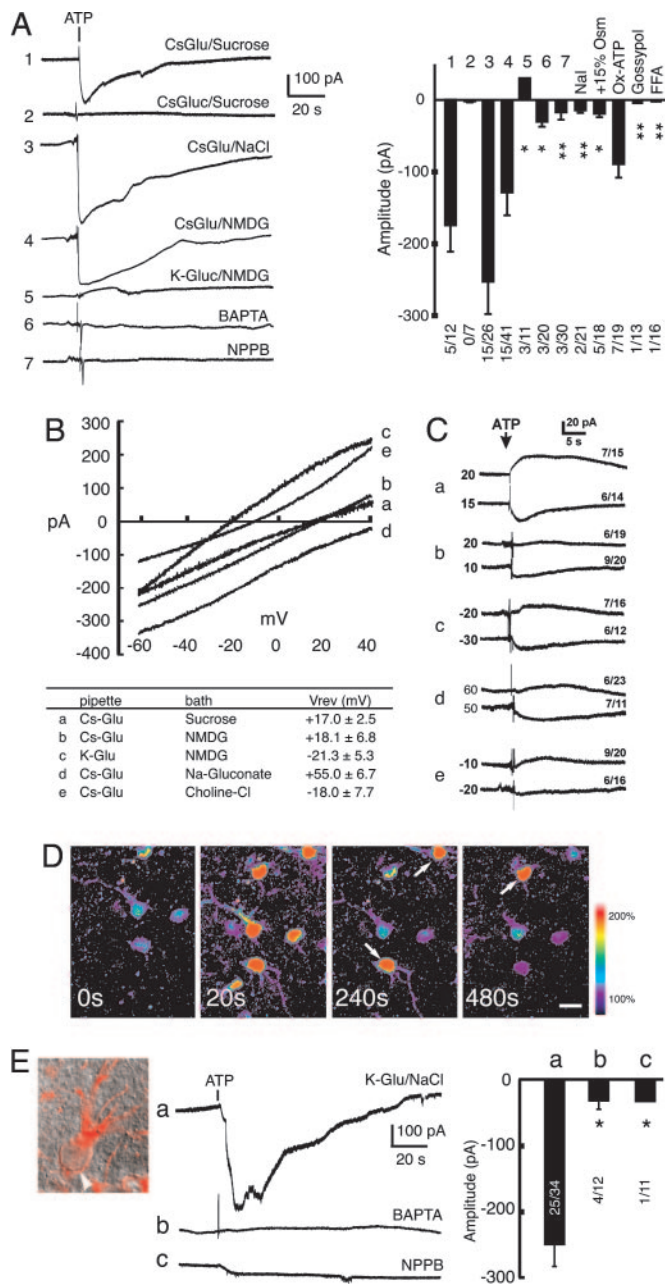 A
ATP
1 CsGlu/Sucrose
100 pA
20 s
2 CsGluc/Sucrose
3 CsGlu/NaCl
4 CsGlu/NMDG
5 K-Gluc/NMDG
6 BAPTA
7 NPPB
1 2 3 4 5 6 7 NaI +15% Osm Ox-ATP Gossypol FFA
Amplitude (pA)
0
-100
-200
-300
* * ** ** * ** **
5/12 0/7 15/26 15/41 3/11 3/20 3/30 2/21 5/18 7/19 1/13 1/16
B
300
200
100
0
-100
-200
-300
-400
pA
-60 -40 -20 0 20 40
mV
c
e
b
a
d
pipette bath Vrev (mV)
a Cs-Glu Sucrose +17.0 ± 2.5
b Cs-Glu NMDG +18.1 ± 6.8
c K-Glu NMDG -21.3 ± 5.3
d Cs-Glu Na-Gluconate +55.0 ± 6.7
e Cs-Glu Choline-Cl -18.0 ± 7.7
C
ATP
20 pA
5 s
a
20 7/15
15 6/14
b
20 6/19
10 9/20
c
-20 7/16
-30 6/12
d
60 6/23
50 7/11
e
-10 9/20
-20 6/16
D
0s 20s 240s 480s
200%
100%
E
ATP
a K-Glu/NaCl
100 pA
20 s
b BAPTA
c NPPB
a b c
Amplitude (pA)
0
-100
-200
-300
25/34 4/12 1/11
* *